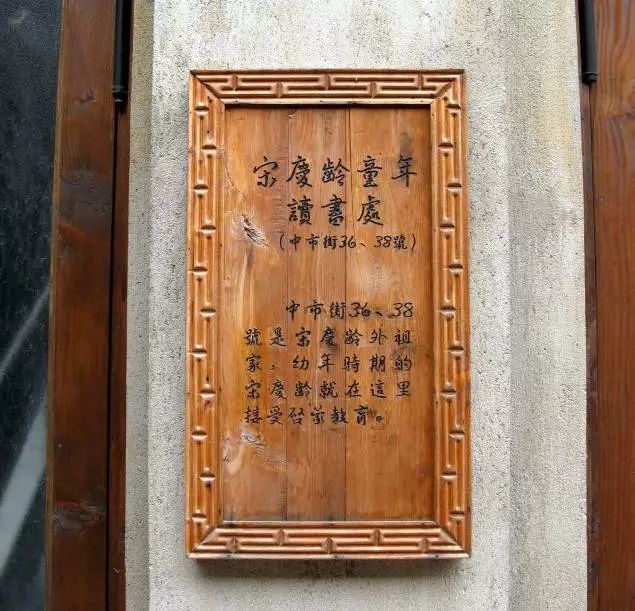 宋慶齡童年
讀書處
(中市街36、38號)
中市街36、38
號是宋慶齡外祖
家,幼年時期的
宋慶齡就在這里
接受啓蒙教育。